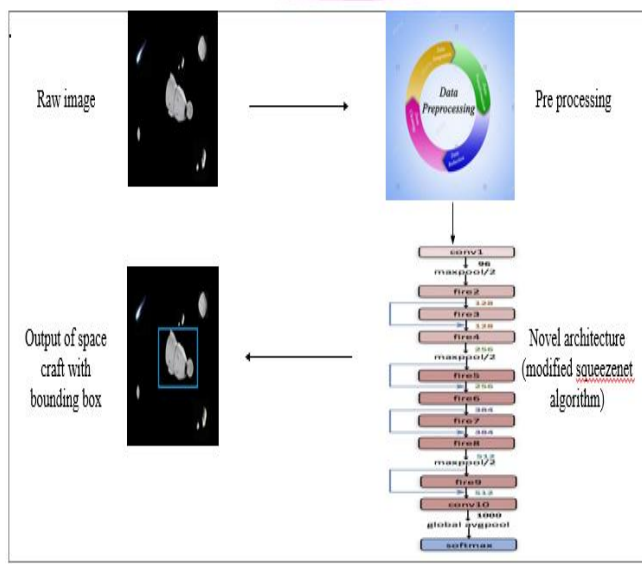 Raw image
Data
Preprocessing
Pre processing
conv1
96
maxpool/2
fire2
128
fire3
128
fire4
256
maxpool/2
fire5
256
fire6
384
fire7
384
fire8
512
maxpool/2
fire9
512
conv10
1000
global avgpool
softmax
Novel architecture
(modified squeezenet
algorithm)
Output of space
craft with
bounding box